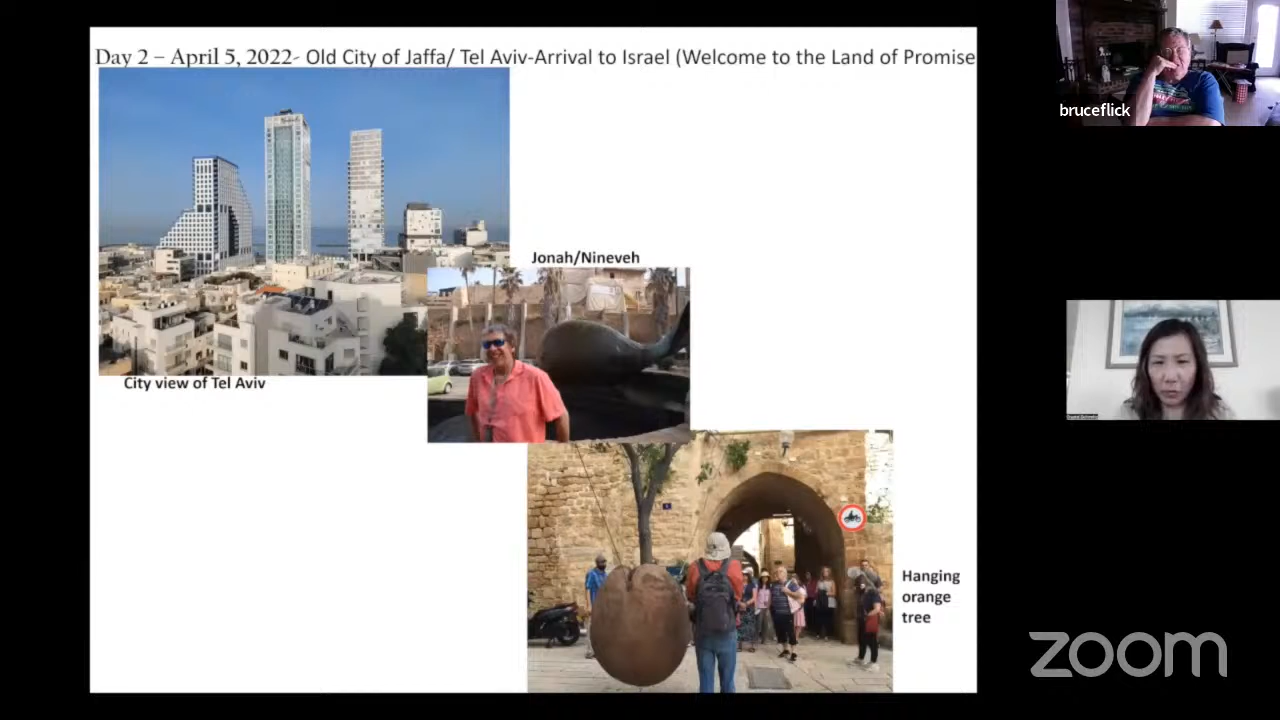 Day 2 – April 5, 2022- Old City of Jaffa/ Tel Aviv-Arrival to Israel (Welcome to the Land of Promise
bruceflick
Jonah/Nineveh
City view of Tel Aviv
Hanging
orange
tree
zoom